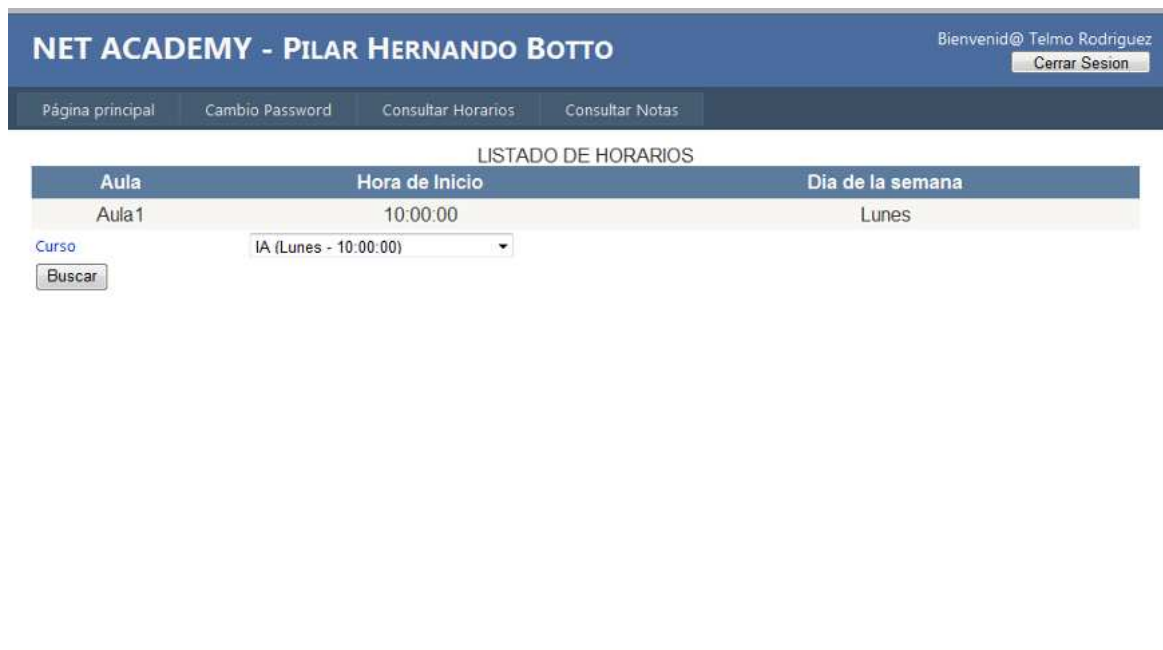 NET ACADEMY - PILAR HERNANDO BOTTO
Bienvenid@ Telmo Rodriguez
Cerrar Sesion
Página principal Cambio Password Consultar Horarios Consultar Notas
LISTADO DE HORARIOS
Aula Hora de Inicio Dia de la semana
Aula1 10:00:00 Lunes
Curso IA (Lunes - 10:00:00)
Buscar